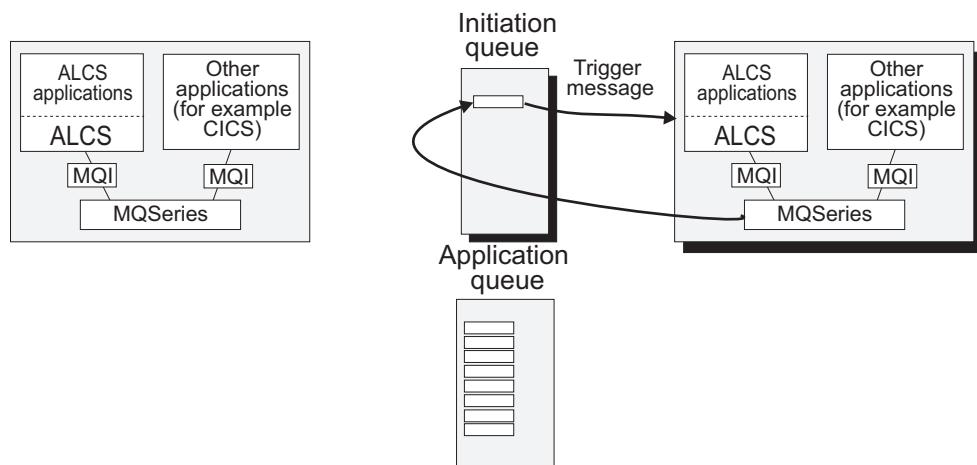 Initiation
queue
ALCS
applications
ALCS
Other
applications
(for example
CICS)
MQI
MQI
MQSeries
Trigger
message
ALCS
applications
ALCS
Other
applications
(for example
CICS)
MQI
MQI
MQSeries
Application
queue